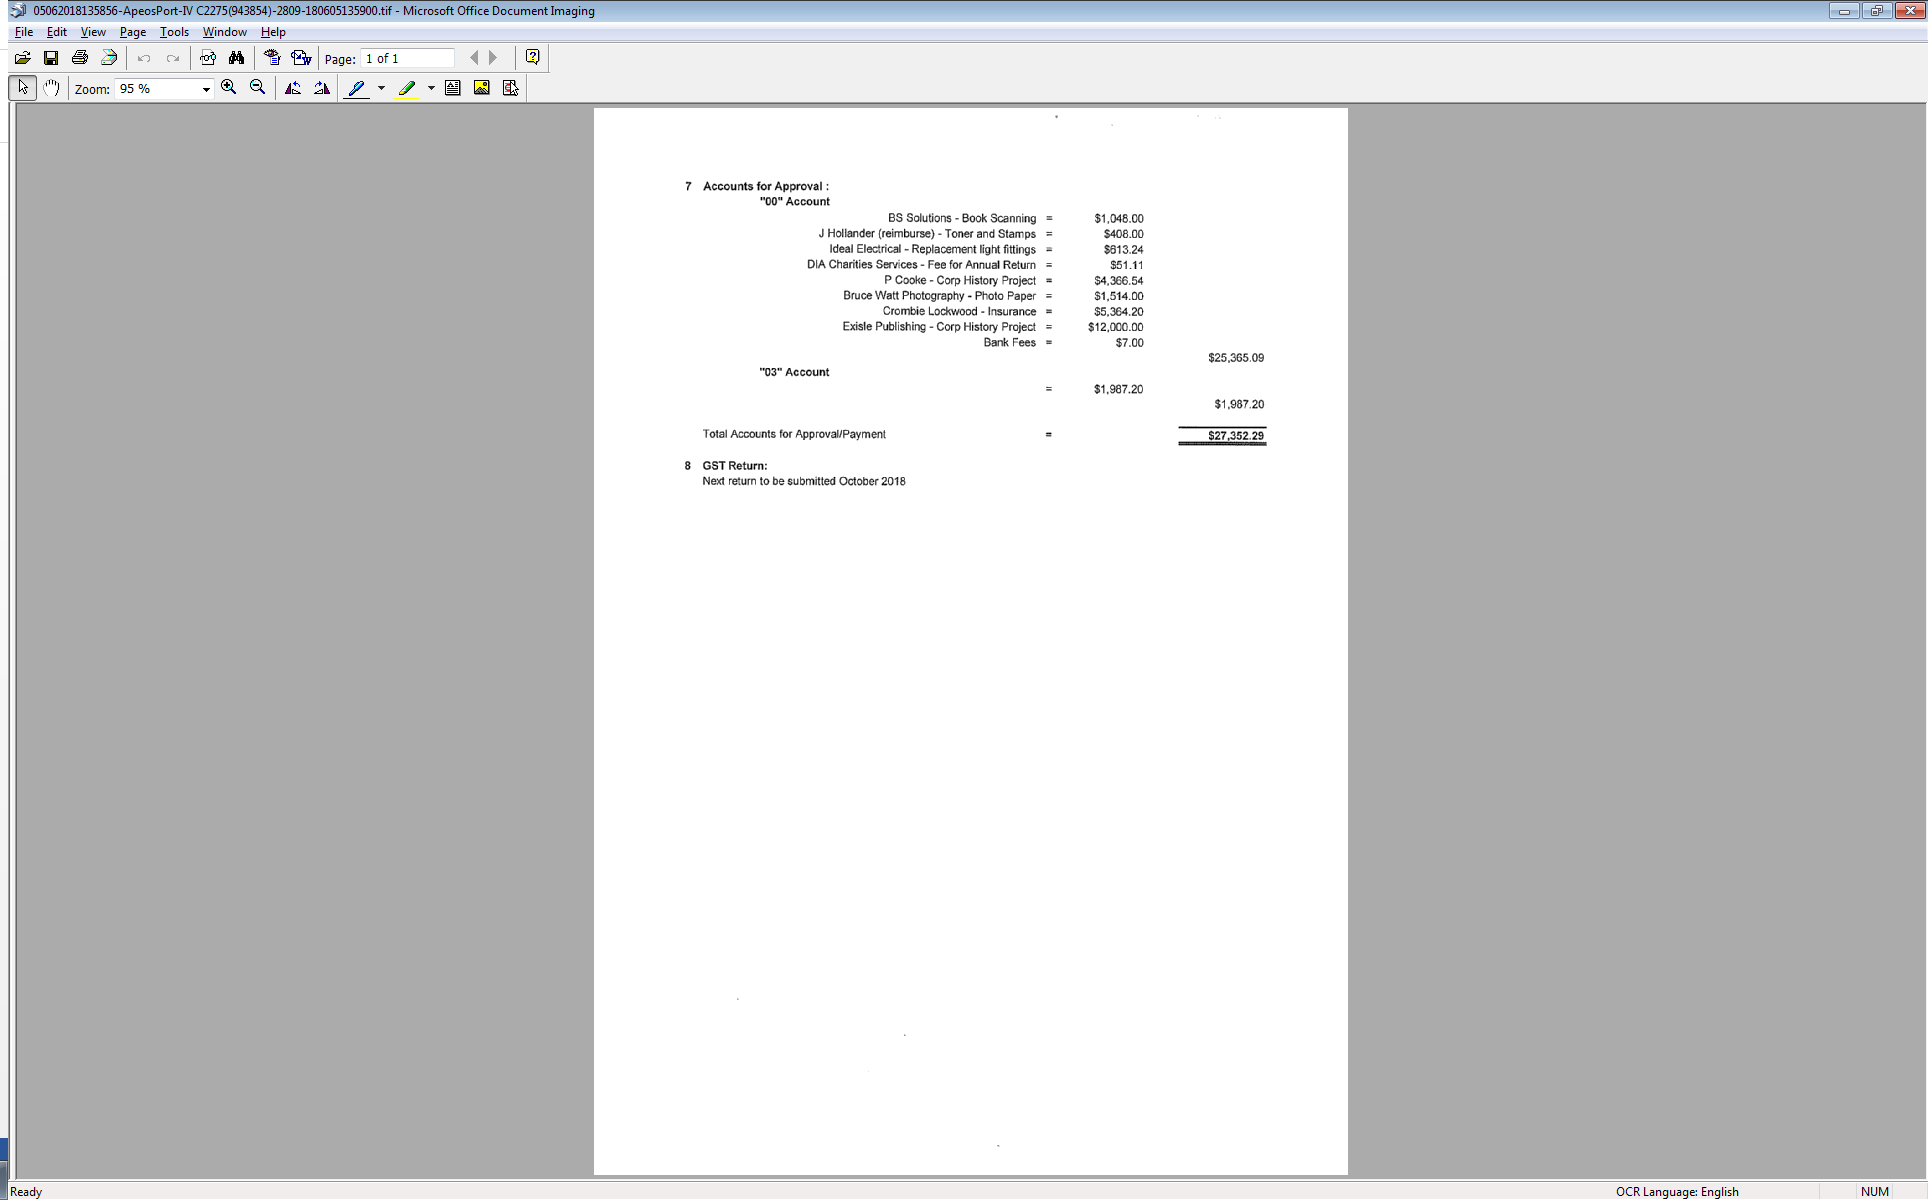 05062018135856-ApeosPort-IV C2275(943854)-2809-180605135900.tif - Microsoft Office Document Imaging
File Edit View Page Tools Window Help
Page: 1 of 1
Zoom: 95 %
7 Accounts for Approval :
"00" Account
BS Solutions - Book Scanning = $1,048.00
J Hollander (reimburse) - Toner and Stamps = $408.00
Ideal Electrical - Replacement light fittings = $613.24
DIA Charities Services - Fee for Annual Return = $51.11
P Cooke - Corp History Project = $4,366.54
Bruce Watt Photography - Photo Paper = $1,514.00
Crombie Lockwood - Insurance = $5,364.20
Exisle Publishing - Corp History Project = $12,000.00
Bank Fees = $7.00
$25,365.09
"03" Account
= $1,987.20
$1,987.20
Total Accounts for Approval/Payment = $27,352.29
8 GST Return:
Next return to be submitted October 2018
Ready
OCR Language: English
NUM